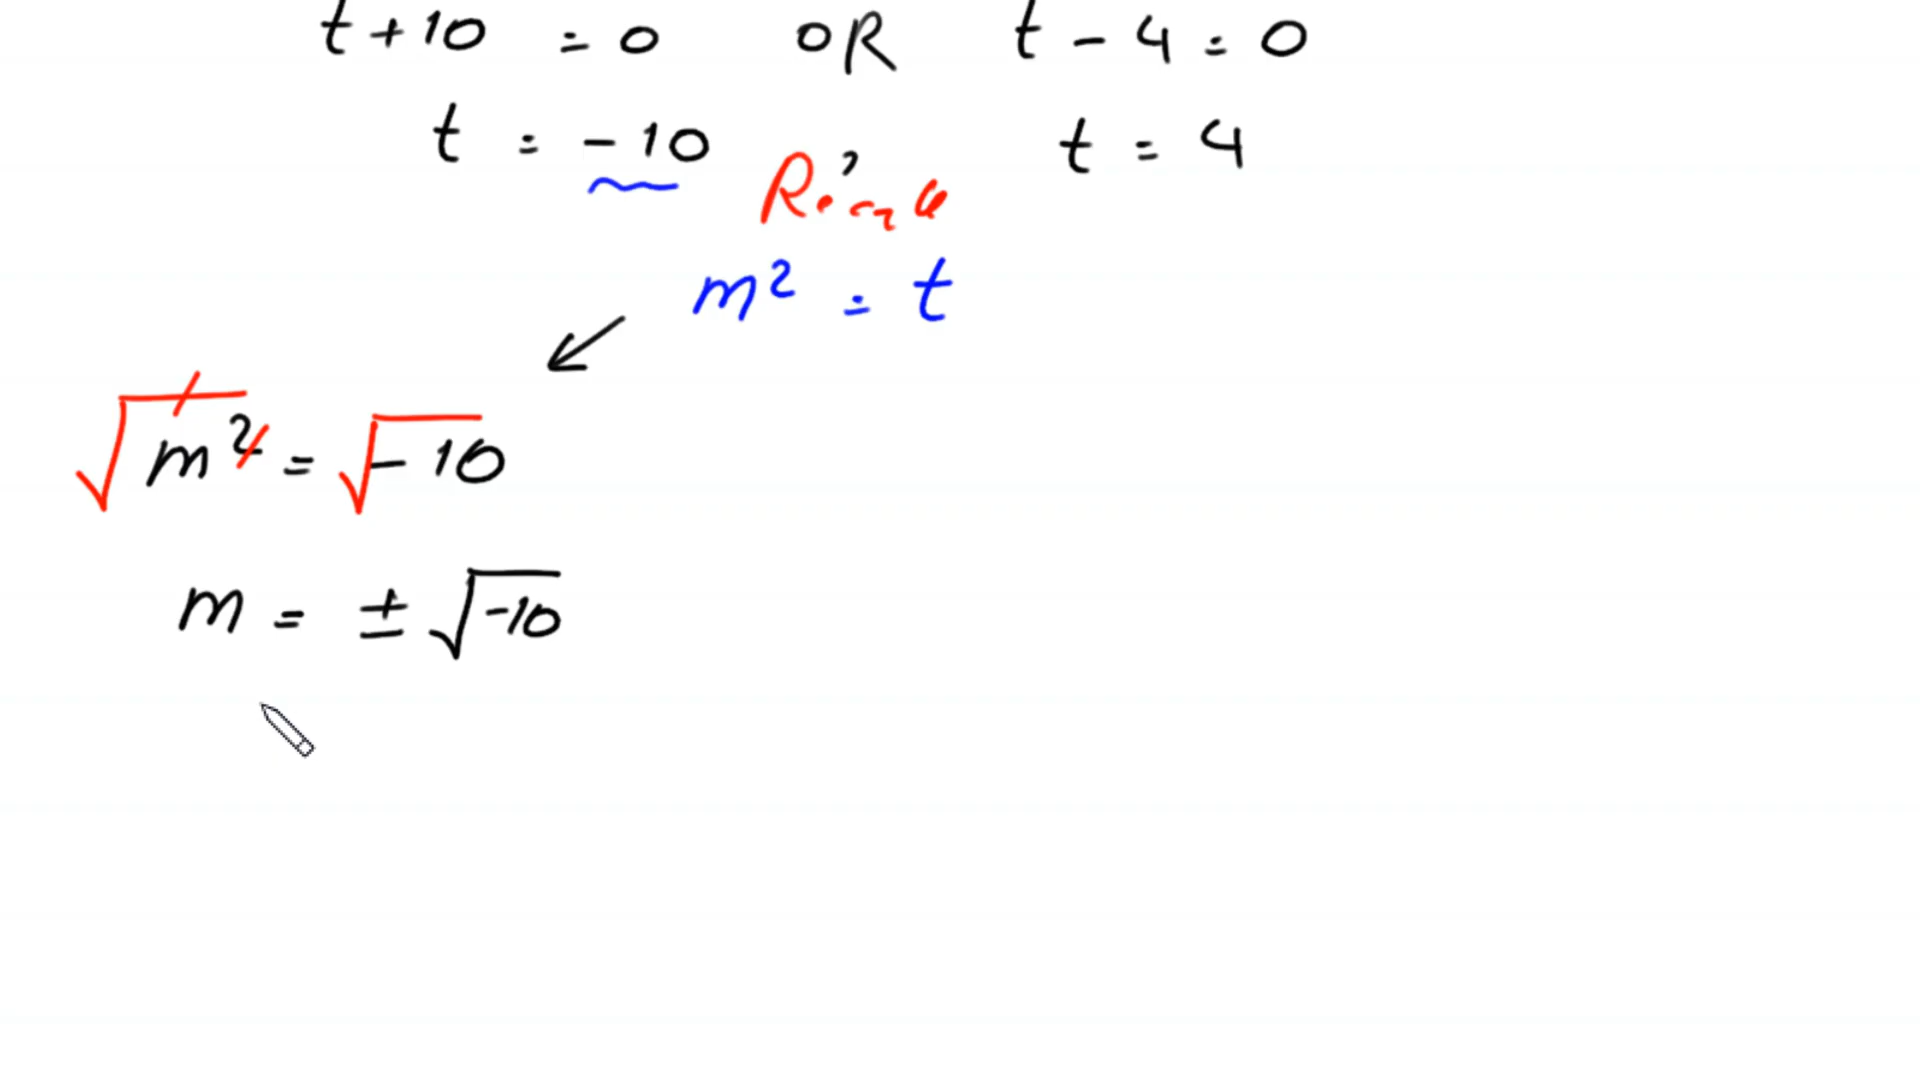 t + 10 = 0 OR t - 4 = 0
t = - 10 t = 4
m² = t
√m² = √-10
m = ± √-10